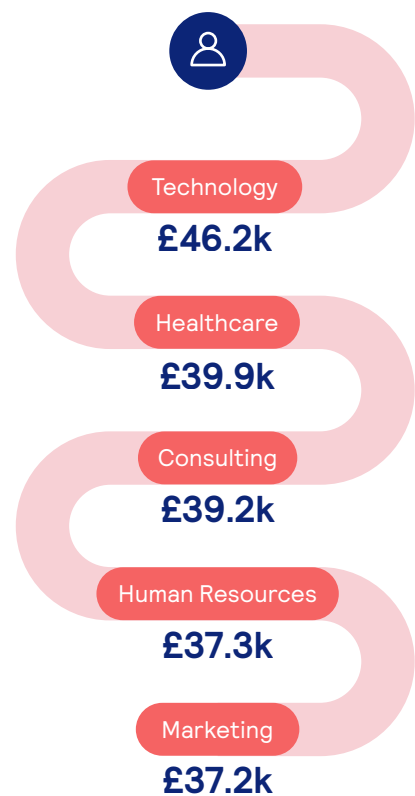 Technology
£46.2k
Healthcare
£39.9k
Consulting
£39.2k
Human Resources
£37.3k
Marketing
£37.2k